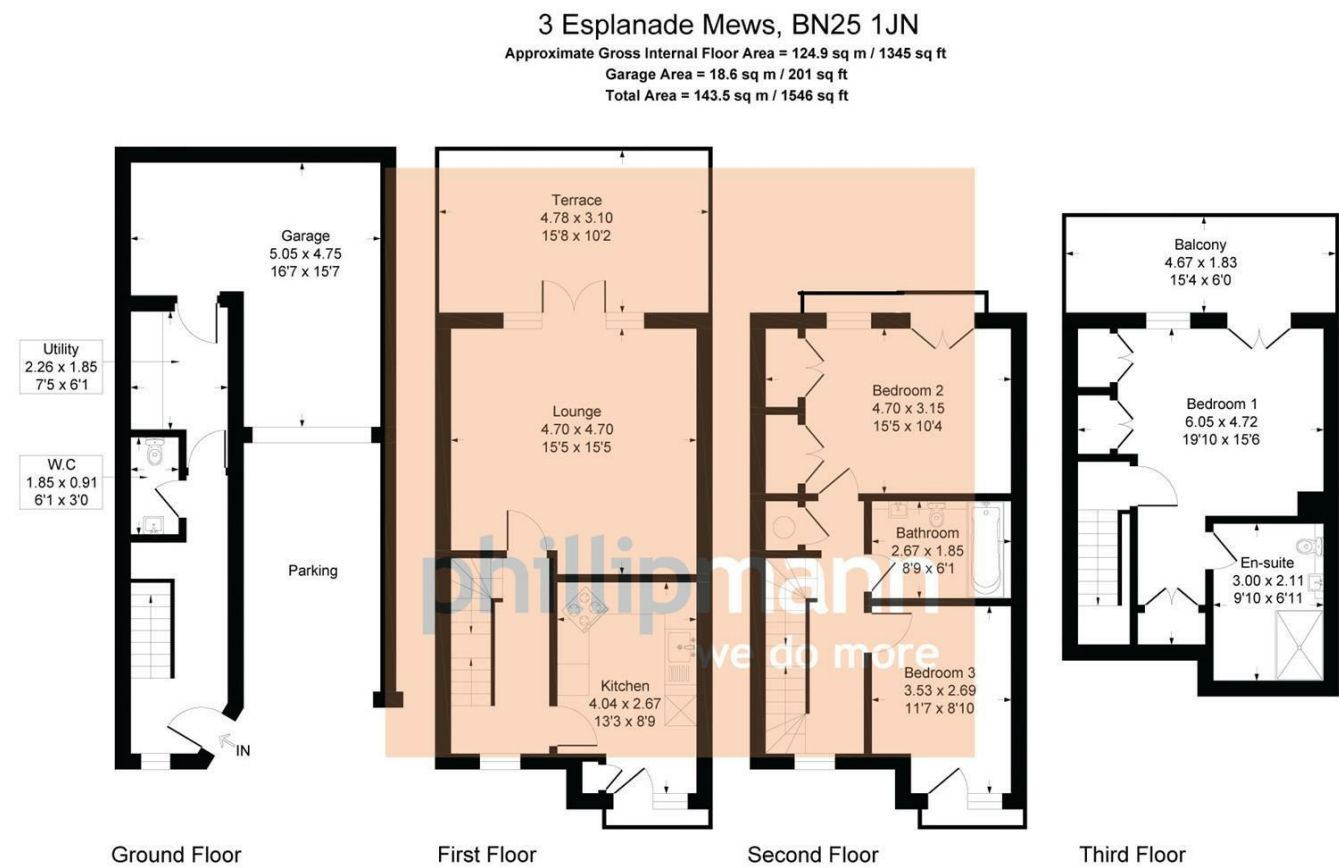 3 Esplanade Mews, BN25 1JN
Approximate Gross Internal Floor Area = 124.9 sq m / 1345 sq ft
Garage Area = 18.6 sq m / 201 sq ft
Total Area = 143.5 sq m / 1546 sq ft
Garage
5.05 x 4.75
16'7 x 15'7
Utility
2.26 x 1.85
7'5 x 6'1
W.C
1.85 x 0.91
6'1 x 3'0
Parking
IN
Ground Floor
Terrace
4.78 x 3.10
15'8 x 10'2
Lounge
4.70 x 4.70
15'5 x 15'5
Kitchen
4.04 x 2.67
13'3 x 8'9
First Floor
Bedroom 2
4.70 x 3.15
15'5 x 10'4
Bathroom
2.67 x 1.85
8'9 x 6'1
Bedroom 3
3.53 x 2.69
11'7 x 8'10
Second Floor
Balcony
4.67 x 1.83
15'4 x 6'0
Bedroom 1
6.05 x 4.72
19'10 x 15'6
En-suite
3.00 x 2.11
9'10 x 6'11
Third Floor
phillipmann
we do more